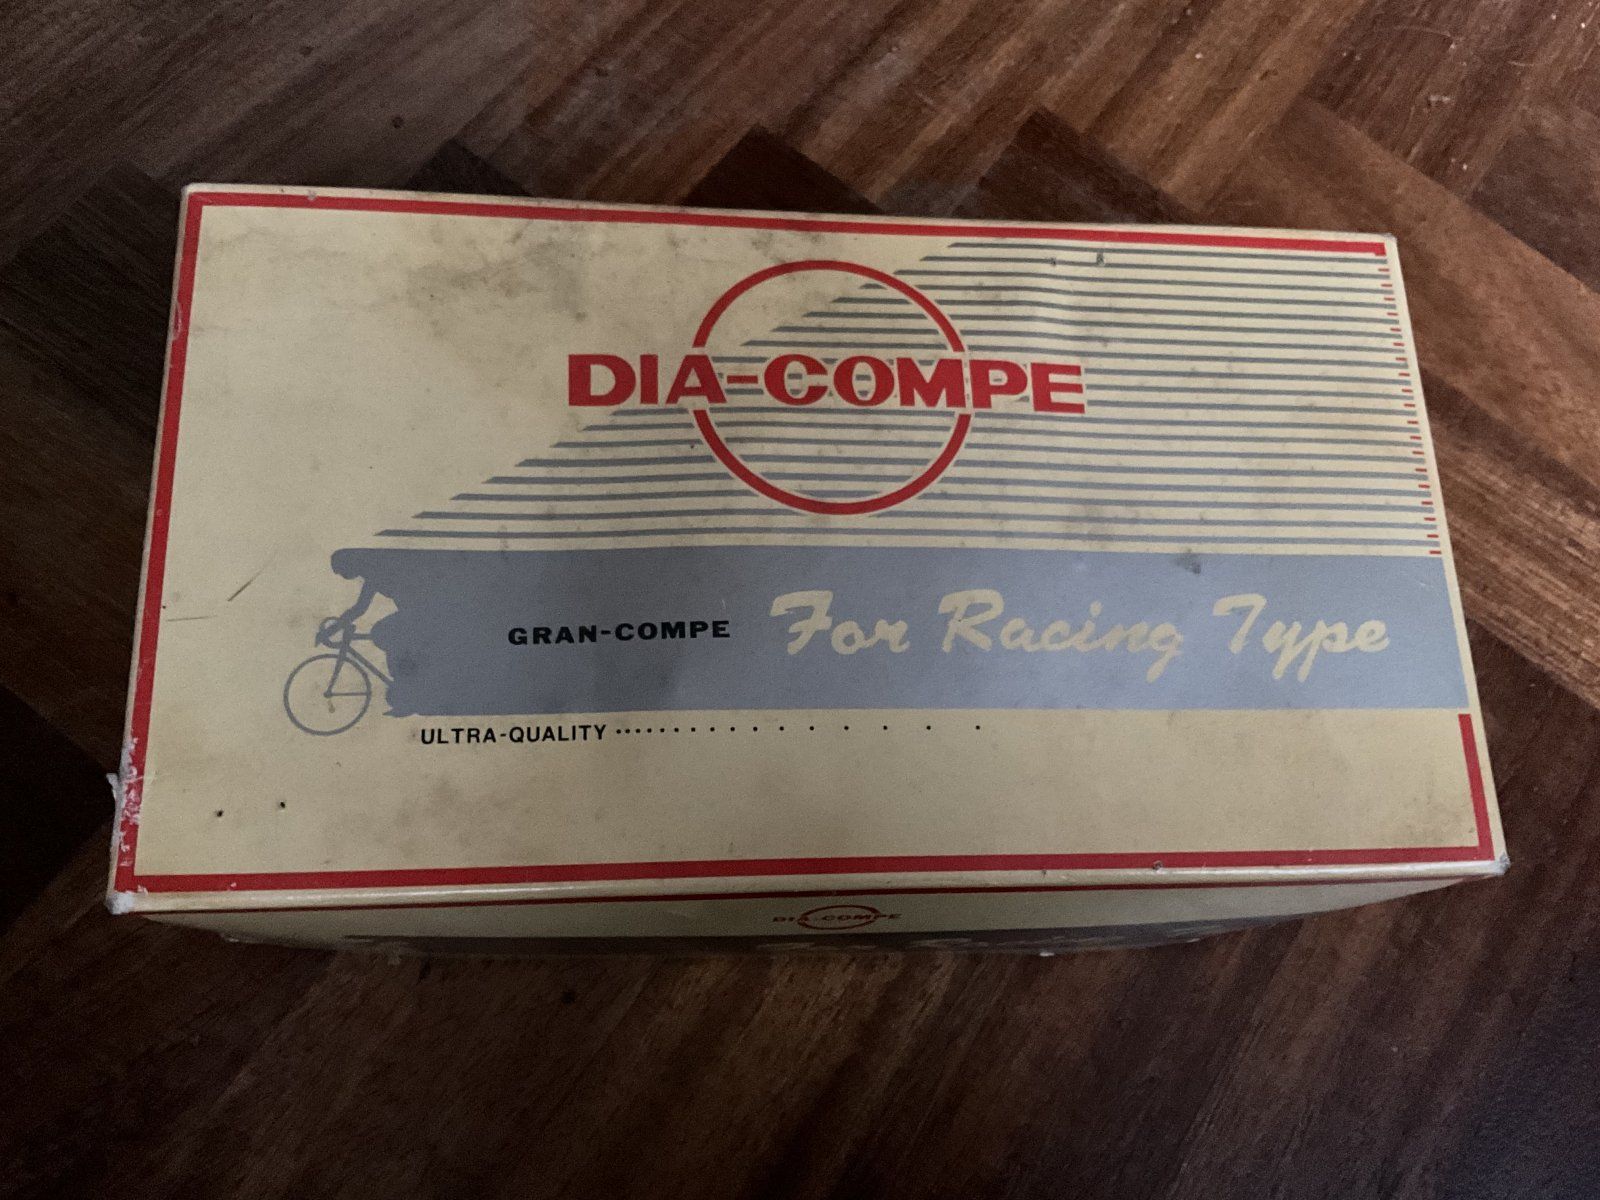 DIA-COMPE
GRAN-COMPE For Racing Type
ULTRA-QUALITY
DIA-COMPE